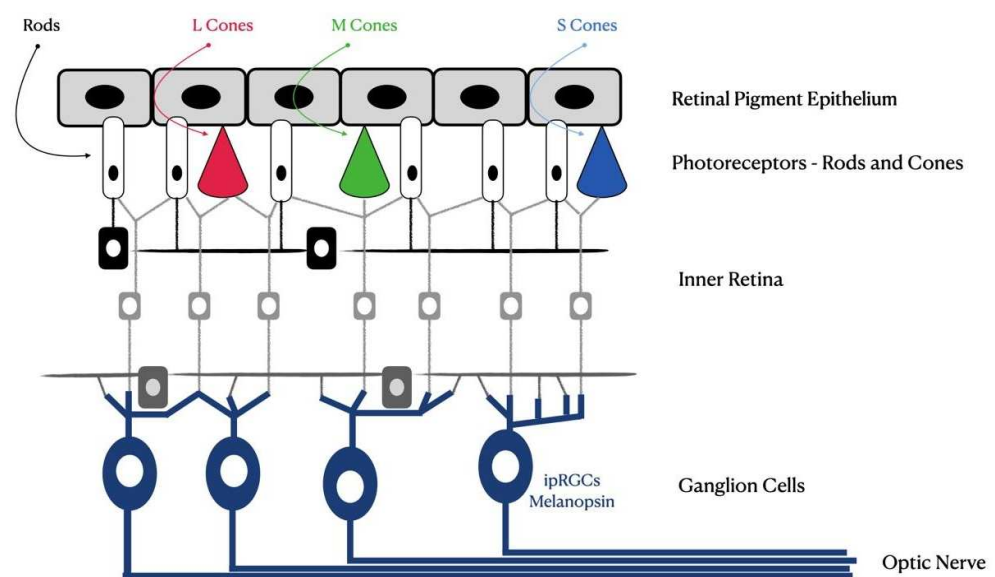 Rods
L Cones
M Cones
S Cones
Retinal Pigment Epithelium
Photoreceptors - Rods and Cones
Inner Retina
ipRGCs
Melanopsin
Ganglion Cells
Optic Nerve